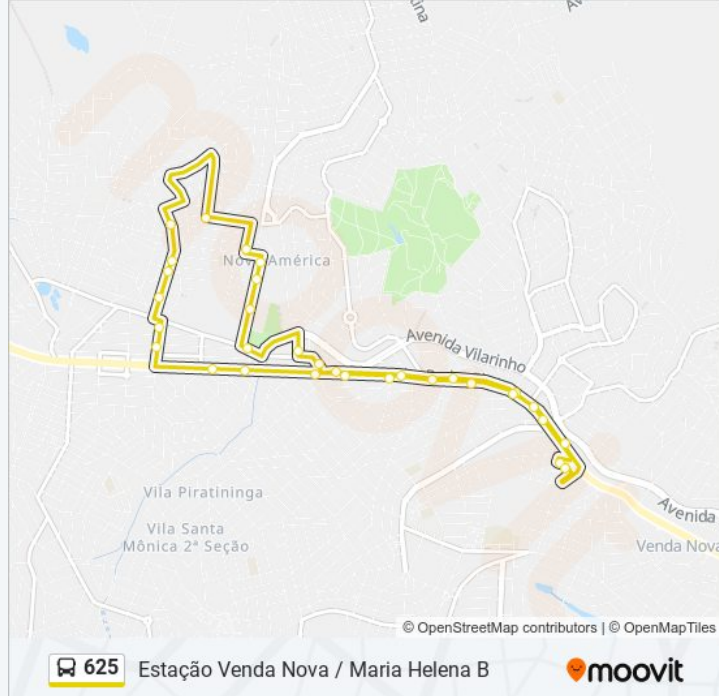 Nova América
Avenida Vilarinho
Vila Piratininga
Vila Santa
Mônica 2ª Seção
Avenida
Venda Nova
© OpenStreetMap contributors | © OpenMapTiles
625 Estação Venda Nova / Maria Helena B
moovit